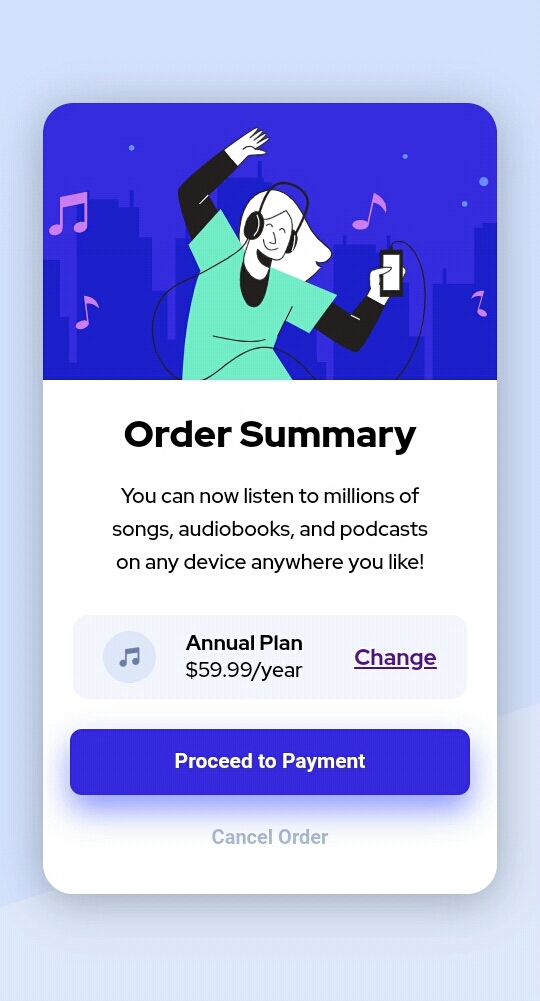 Order Summary
You can now listen to millions of
songs, audiobooks, and podcasts
on any device anywhere you like!
Annual Plan
$59.99/year
Change
Proceed to Payment
Cancel Order